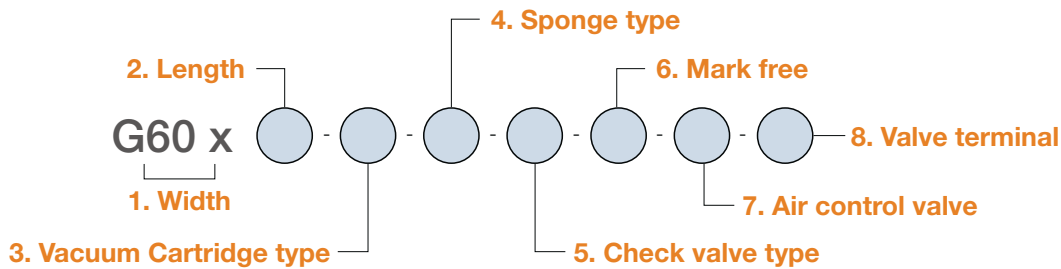 4. Sponge type
2. Length
6. Mark free
G60 x - - - - - -
8. Valve terminal
1. Width
7. Air control valve
3. Vacuum Cartridge type
5. Check valve type